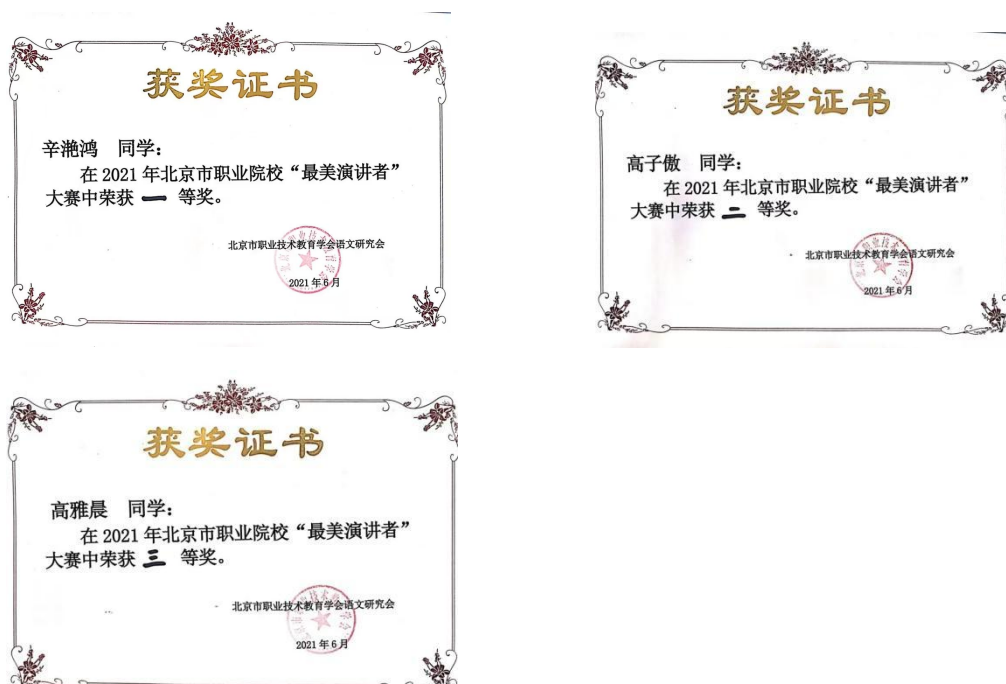 获奖证书
辛滟鸿 同学：
在 2021 年北京市职业院校“最美演讲者”
大赛中荣获 一 等奖。
北京市职业技术教育学会语文研究会
2021 年 6 月
获奖证书
高子傲 同学：
在 2021 年北京市职业院校“最美演讲者”
大赛中荣获 二 等奖。
北京市职业技术教育学会语文研究会
2021 年 6 月
获奖证书
高雅晨 同学：
在 2021 年北京市职业院校“最美演讲者”
大赛中荣获 三 等奖。
北京市职业技术教育学会语文研究会
2021 年 6 月